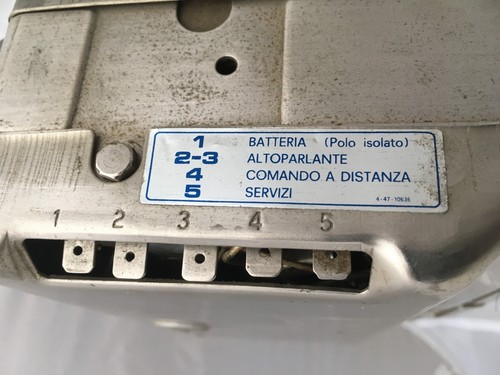 1 BATTERIA (Polo isolato)
2-3 ALTOPARLANTE
4 COMANDO A DISTANZA
5 SERVIZI 4-47-10636
1 2 3 4 5